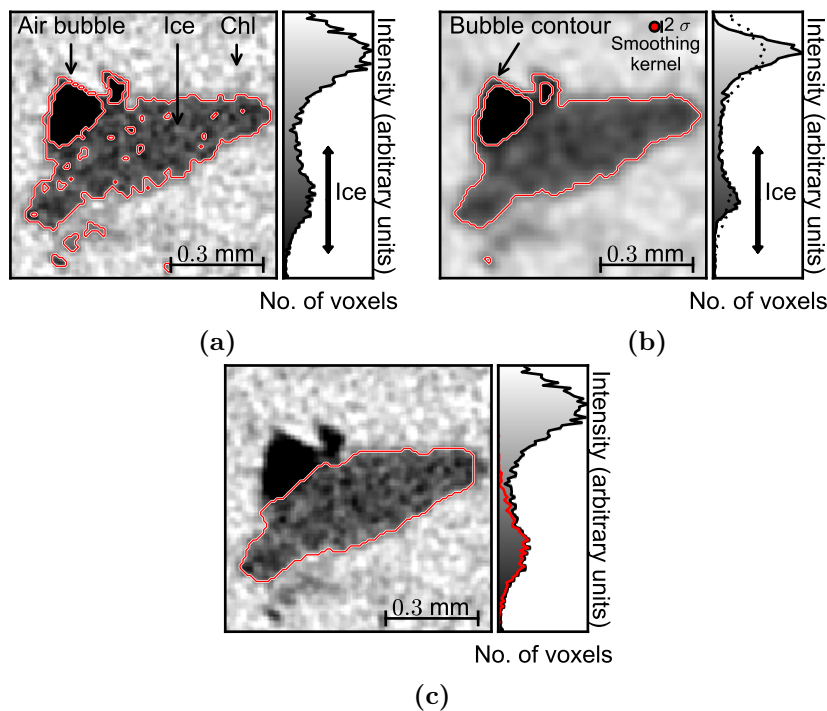 Air bubble
Ice
Chl
0.3 mm
Ice
Intensity (arbitrary units)
No. of voxels
(a)
Bubble contour
2 σ
Smoothing
kernel
0.3 mm
Ice
Intensity (arbitrary units)
No. of voxels
(b)
0.3 mm
Intensity (arbitrary units)
No. of voxels
(c)